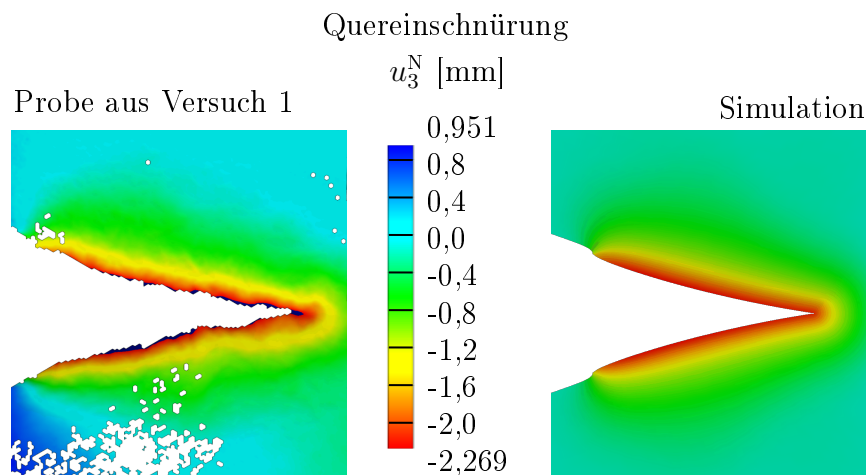 Quereinschnürung
u₃ᴺ [mm]
Probe aus Versuch 1
Simulation
0,951
0,8
0,4
0,0
-0,4
-0,8
-1,2
-1,6
-2,0
-2,269